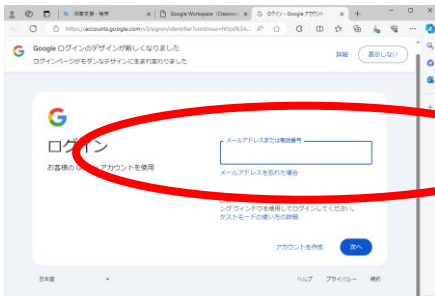 Google Workspace (Classroom
Google アカウント
https://accounts.google.com/v3/signin/identifier?continue=https%3A...
Google ログインのデザインが新しくなりました
ログインページがモダンなデザインに生まれ変わりました
詳細
表示しない
ログイン
お客様の Google アカウントを使用
メールアドレスまたは電話番号
メールアドレスを忘れた場合
ング ウィンドウを使用してログインしてください。
ゲストモードの使い方の詳細
アカウントを作成
次へ
日本語
ヘルプ
プライバシー
規約